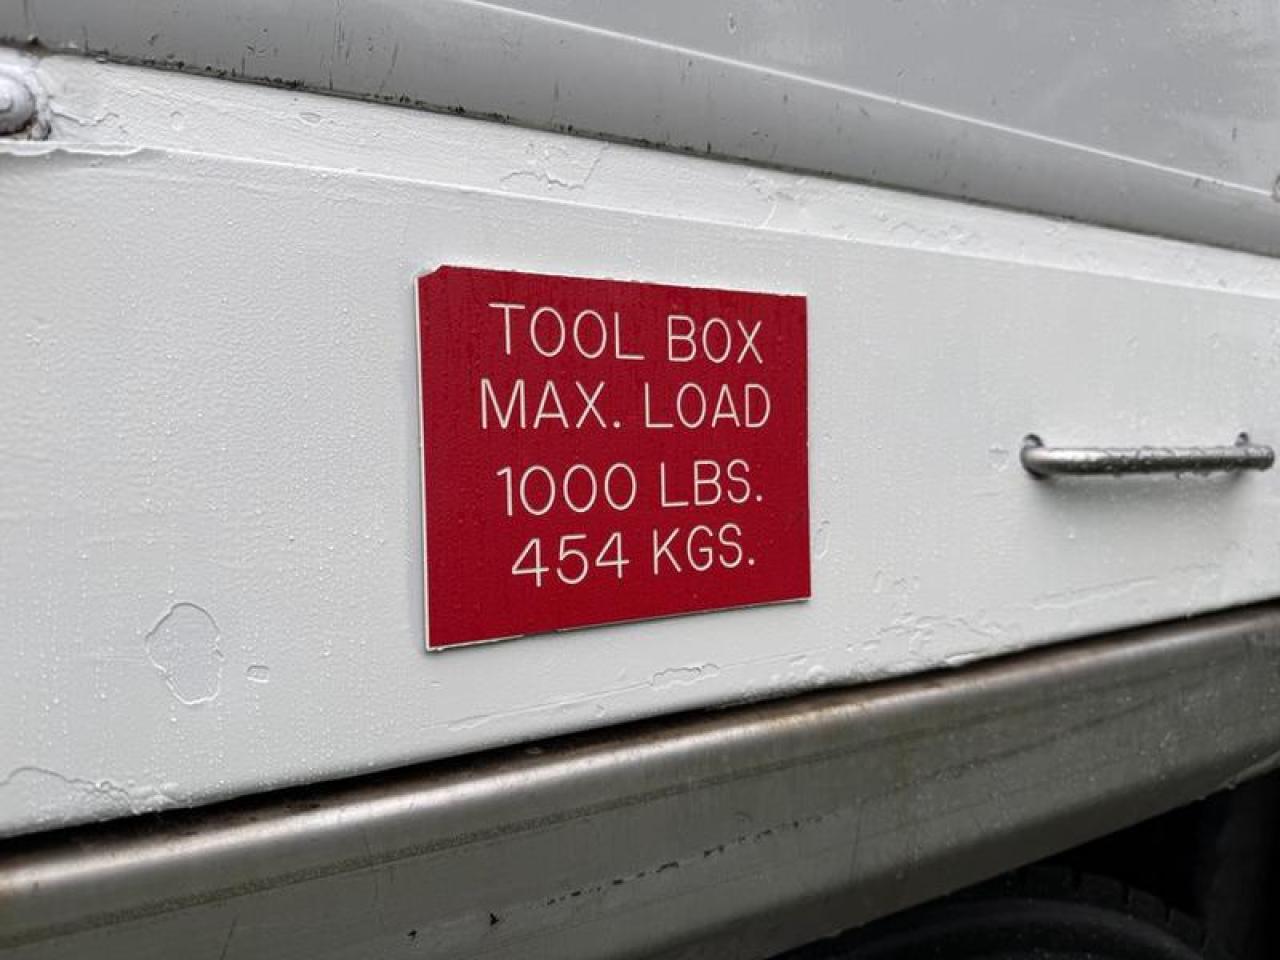 TOOL BOX
MAX. LOAD
1000 LBS.
454 KGS.